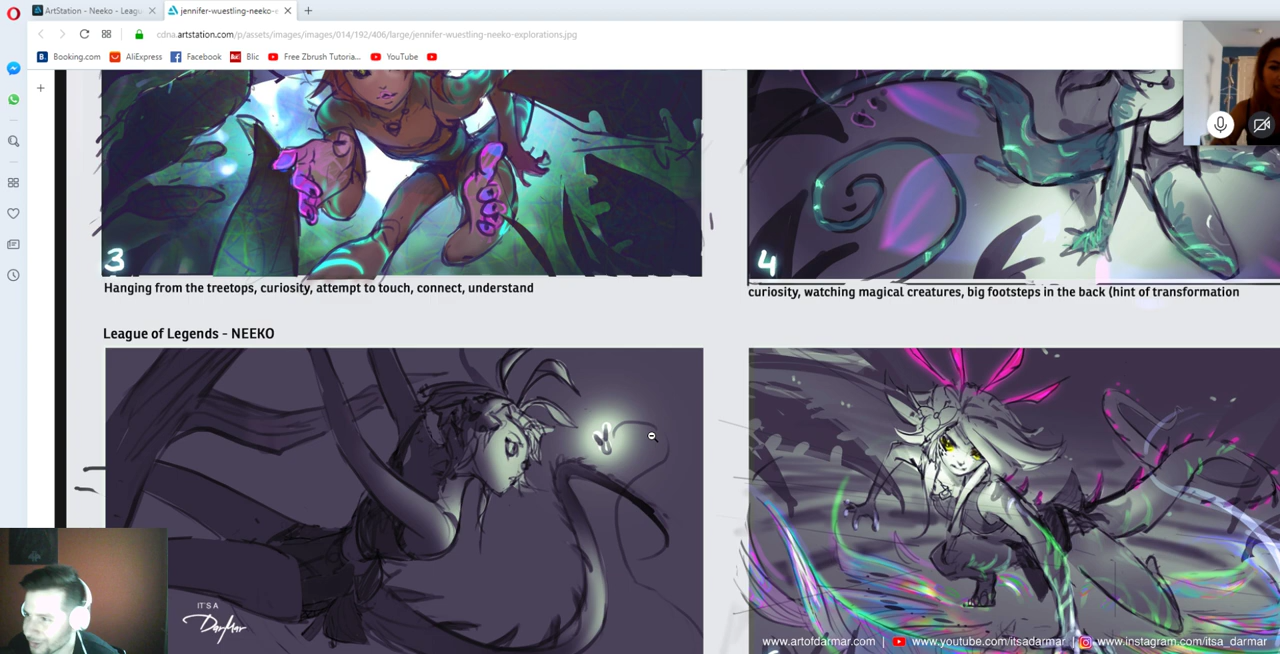 ArtStation - Neeko - Leagu
jennifer-wuestling-neeko-e
cdna.artstation.com/p/assets/images/images/014/192/406/large/jennifer-wuestling-neeko-explorations.jpg
Booking.com AliExpress Facebook Blic Free Zbrush Tutoria... YouTube
3
4
Hanging from the treetops, curiosity, attempt to touch, connect, understand
curiosity, watching magical creatures, big footsteps in the back (hint of transformation
League of Legends - NEEKO
IT'S A
DarMar
www.artofdarmar.com | www.youtube.com/itsadarmar | www.instagram.com/itsa_darmar